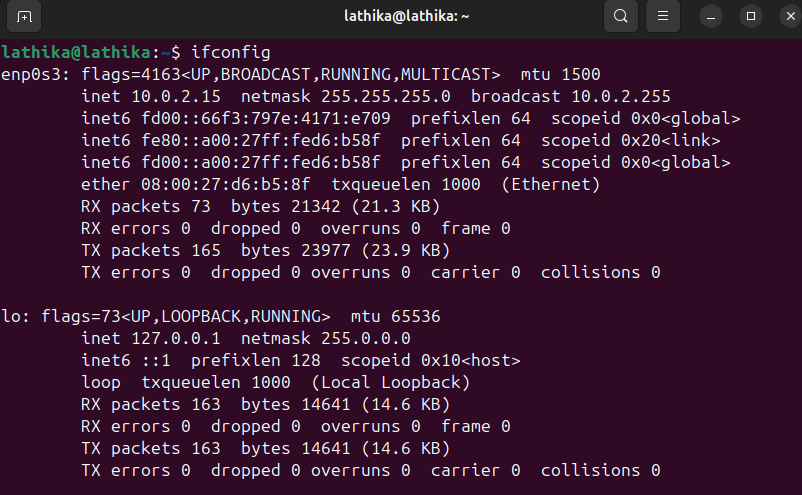 lathika@lathika: ~
lathika@lathika:~$ ifconfig
enp0s3: flags=4163<UP,BROADCAST,RUNNING,MULTICAST>  mtu 1500
        inet 10.0.2.15  netmask 255.255.255.0  broadcast 10.0.2.255
        inet6 fd00::66f3:797e:4171:e709  prefixlen 64  scopeid 0x0<global>
        inet6 fe80::a00:27ff:fed6:b58f  prefixlen 64  scopeid 0x20<link>
        inet6 fd00::a00:27ff:fed6:b58f  prefixlen 64  scopeid 0x0<global>
        ether 08:00:27:d6:b5:8f  txqueuelen 1000  (Ethernet)
        RX packets 73  bytes 21342 (21.3 KB)
        RX errors 0  dropped 0  overruns 0  frame 0
        TX packets 165  bytes 23977 (23.9 KB)
        TX errors 0  dropped 0 overruns 0  carrier 0  collisions 0

lo: flags=73<UP,LOOPBACK,RUNNING>  mtu 65536
        inet 127.0.0.1  netmask 255.0.0.0
        inet6 ::1  prefixlen 128  scopeid 0x10<host>
        loop  txqueuelen 1000  (Local Loopback)
        RX packets 163  bytes 14641 (14.6 KB)
        RX errors 0  dropped 0  overruns 0  frame 0
        TX packets 163  bytes 14641 (14.6 KB)
        TX errors 0  dropped 0 overruns 0  carrier 0  collisions 0